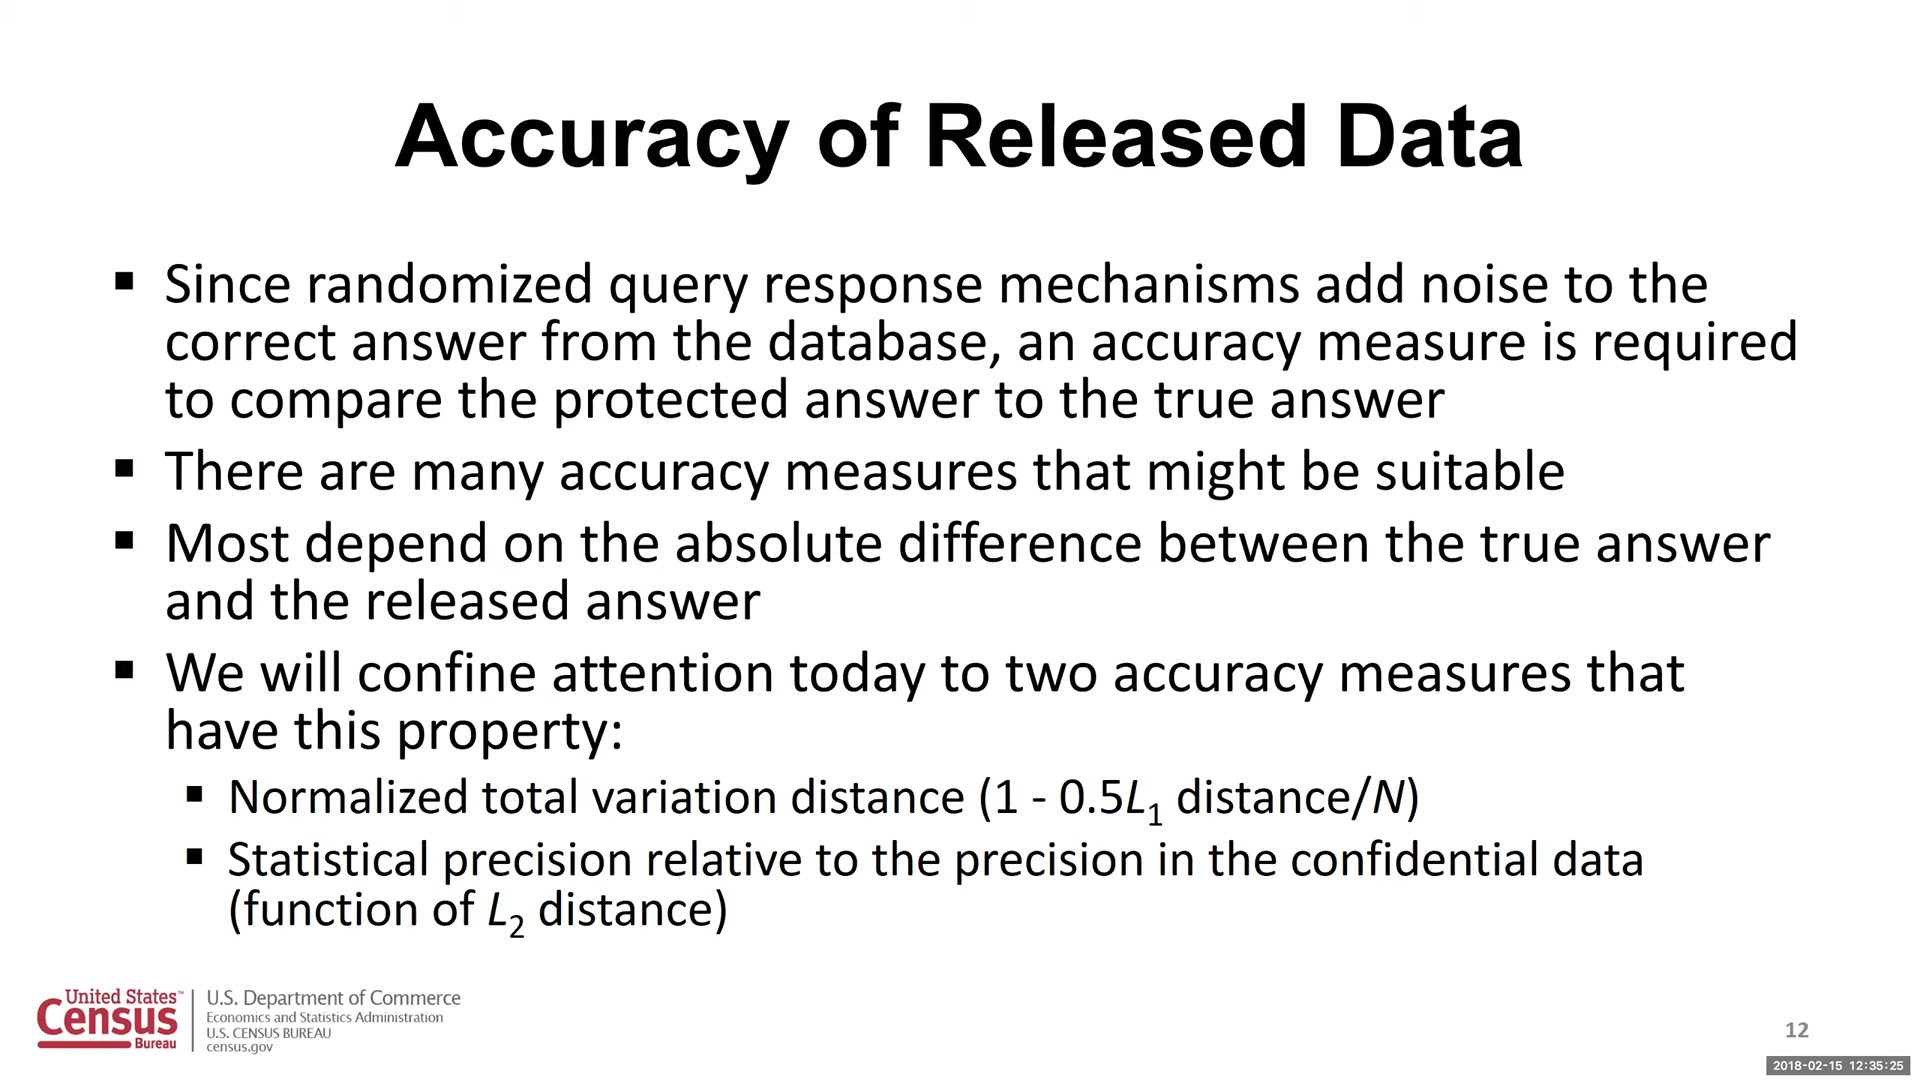 Accuracy of Released Data
▪ Since randomized query response mechanisms add noise to the
correct answer from the database, an accuracy measure is required
to compare the protected answer to the true answer
▪ There are many accuracy measures that might be suitable
▪ Most depend on the absolute difference between the true answer
and the released answer
▪ We will confine attention today to two accuracy measures that
have this property:
▪ Normalized total variation distance (1 - 0.5L₁ distance/N)
▪ Statistical precision relative to the precision in the confidential data
(function of L₂ distance)
United States™
Census
Bureau
U.S. Department of Commerce
Economics and Statistics Administration
U.S. CENSUS BUREAU
census.gov
12
2018-02-15 12:35:25